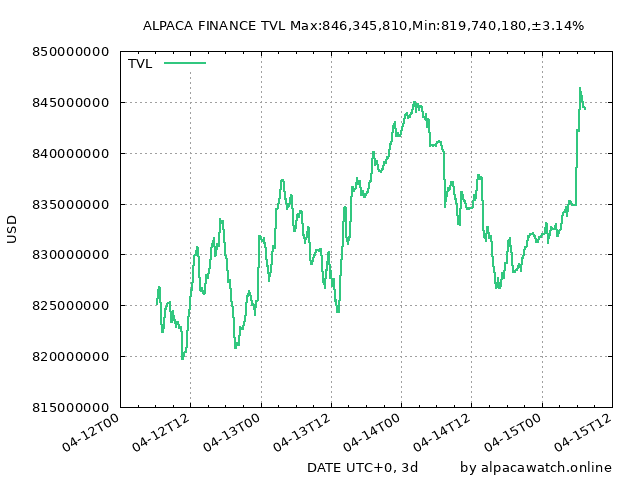 ALPACA FINANCE TVL Max:846,345,810,Min:819,740,180,±3.14%
850000000
TVL
845000000
840000000
835000000
USD
830000000
825000000
820000000
815000000
04-12T00
04-12T12
04-13T00
04-13T12
04-14T00
04-14T12
04-15T00
04-15T12
DATE UTC+0, 3d
by alpacawatch.online